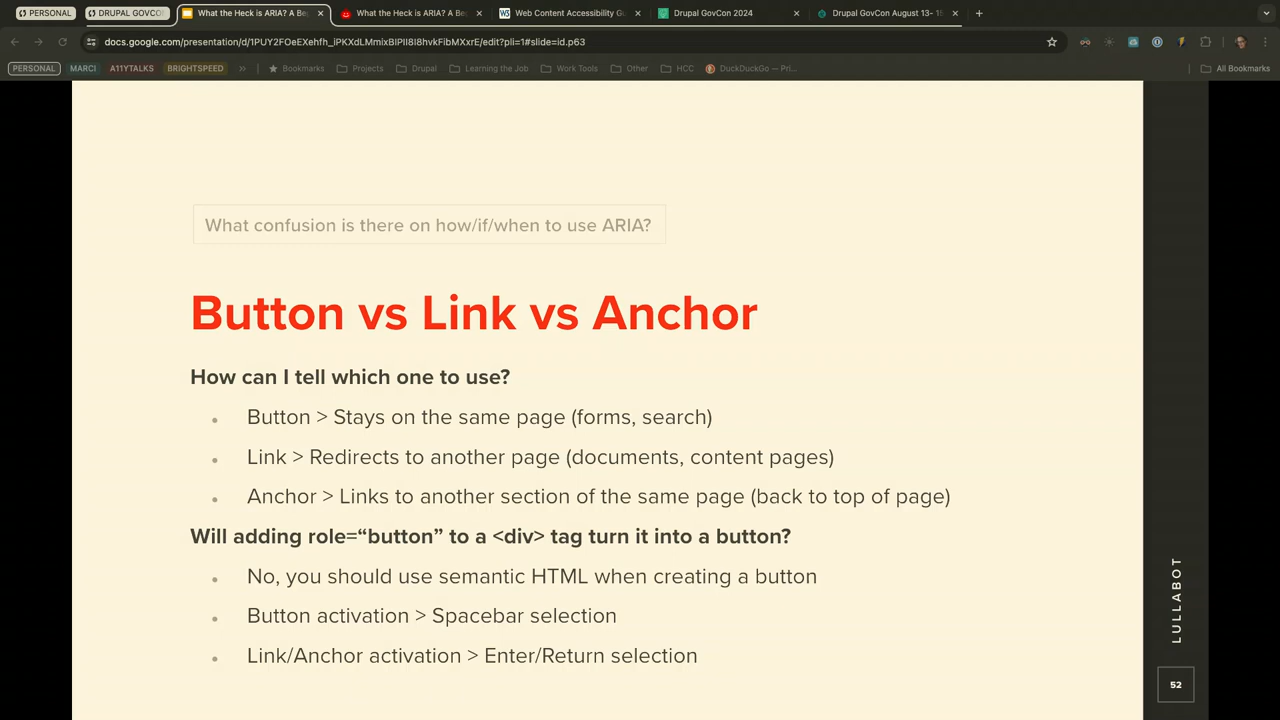 PERSONAL
DRUPAL GOVCO
What the Heck is ARIA? A Be
What the Heck is ARIA? A Be
Web Content Accessibility Gu
Drupal GovCon 2024
Drupal GovCon August 13- 15
docs.google.com/presentation/d/1PUY2FOeEXehfh_iPKXdLMmixBIPII8I8hvkFibMXxrE/edit?pli=1#slide=id.p63
PERSONAL
MARCI
A11YTALKS
BRIGHTSPEED
Bookmarks
Projects
Drupal
Learning the Job
Work Tools
Other
HCC
DuckDuckGo — Pri...
All Bookmarks
What confusion is there on how/if/when to use ARIA?
Button vs Link vs Anchor
How can I tell which one to use?
• Button > Stays on the same page (forms, search)
• Link > Redirects to another page (documents, content pages)
• Anchor > Links to another section of the same page (back to top of page)
Will adding role=“button” to a <div> tag turn it into a button?
• No, you should use semantic HTML when creating a button
• Button activation > Spacebar selection
• Link/Anchor activation > Enter/Return selection
LULLABOT
52